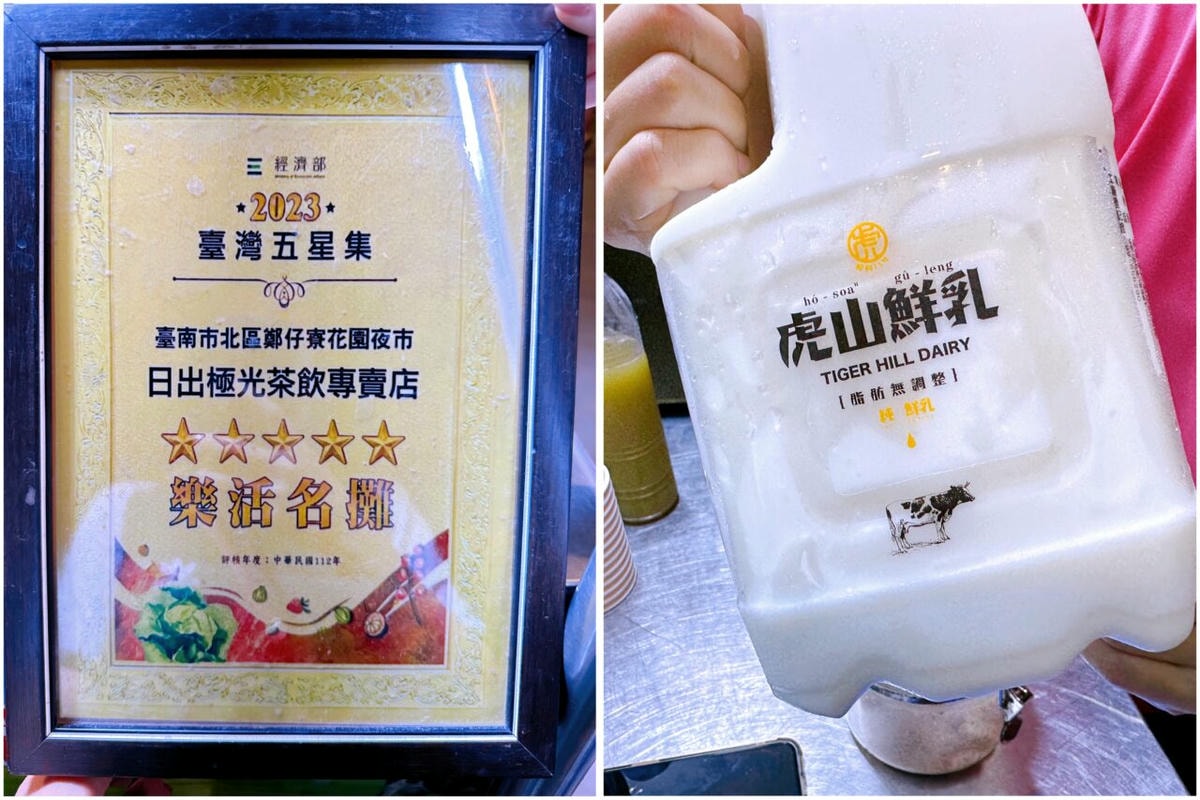 經濟部
Ministry of Economic Affairs
2023
臺灣五星集
臺南市北區鄭仔寮花園夜市
日出極光茶飲專賣店
樂活名攤
評核年度：中華民國112年
虎
hó͘-soaⁿ gû-leng
虎山鮮乳
TIGER HILL DAIRY
[脂肪無調整]
純鮮乳